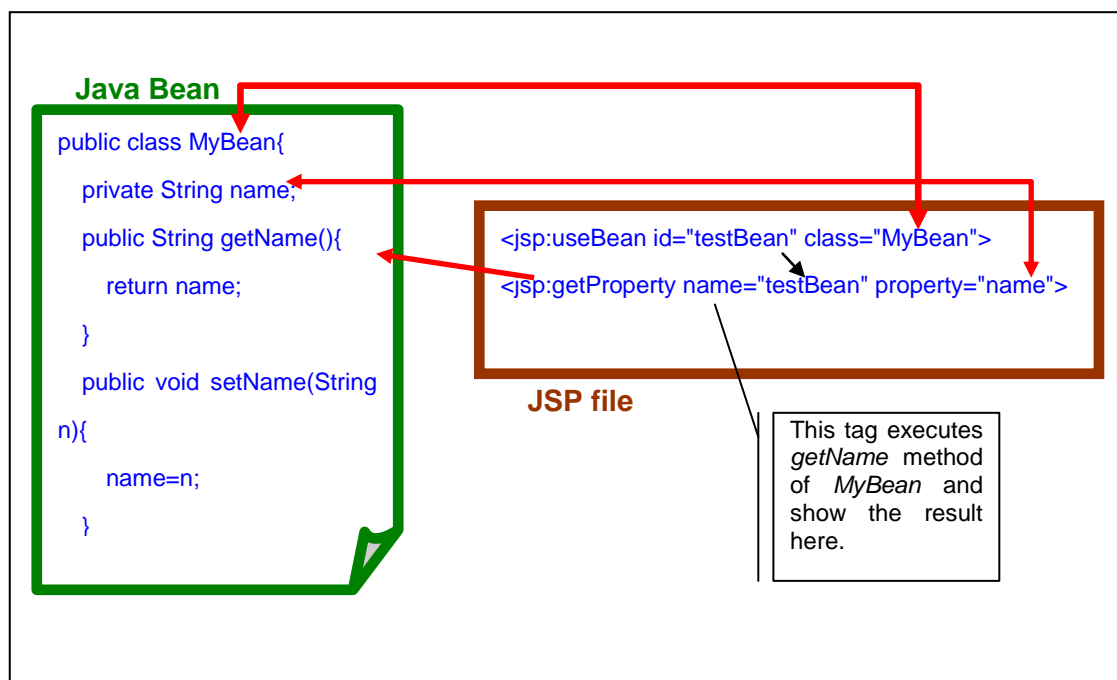 Java Bean
public class MyBean{
private String name;
public String getName(){
return name;
}
public void setName(String
n){
name=n;
}
<jsp:useBean id="testBean" class="MyBean">
<jsp:getProperty name="testBean" property="name">
JSP file
This tag executes
getName method
of MyBean and
show the result
here.